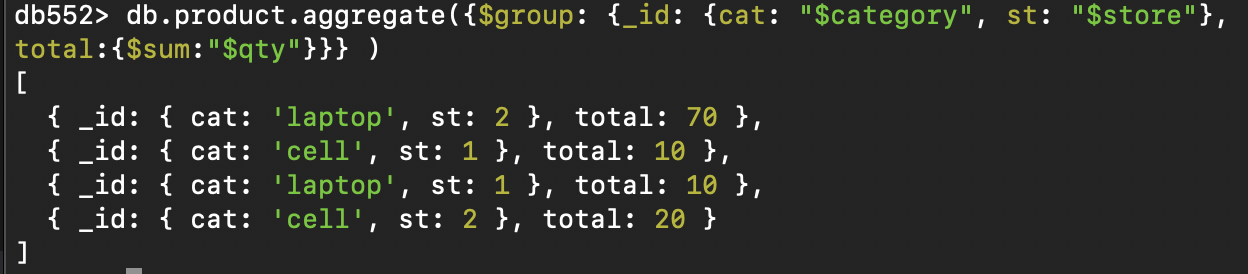 db552> db.product.aggregate({$group: {_id: {cat: "$category", st: "$store"},
total:{$sum:"$qty"}}} )
[
  { _id: { cat: 'laptop', st: 2 }, total: 70 },
  { _id: { cat: 'cell', st: 1 }, total: 10 },
  { _id: { cat: 'laptop', st: 1 }, total: 10 },
  { _id: { cat: 'cell', st: 2 }, total: 20 }
]